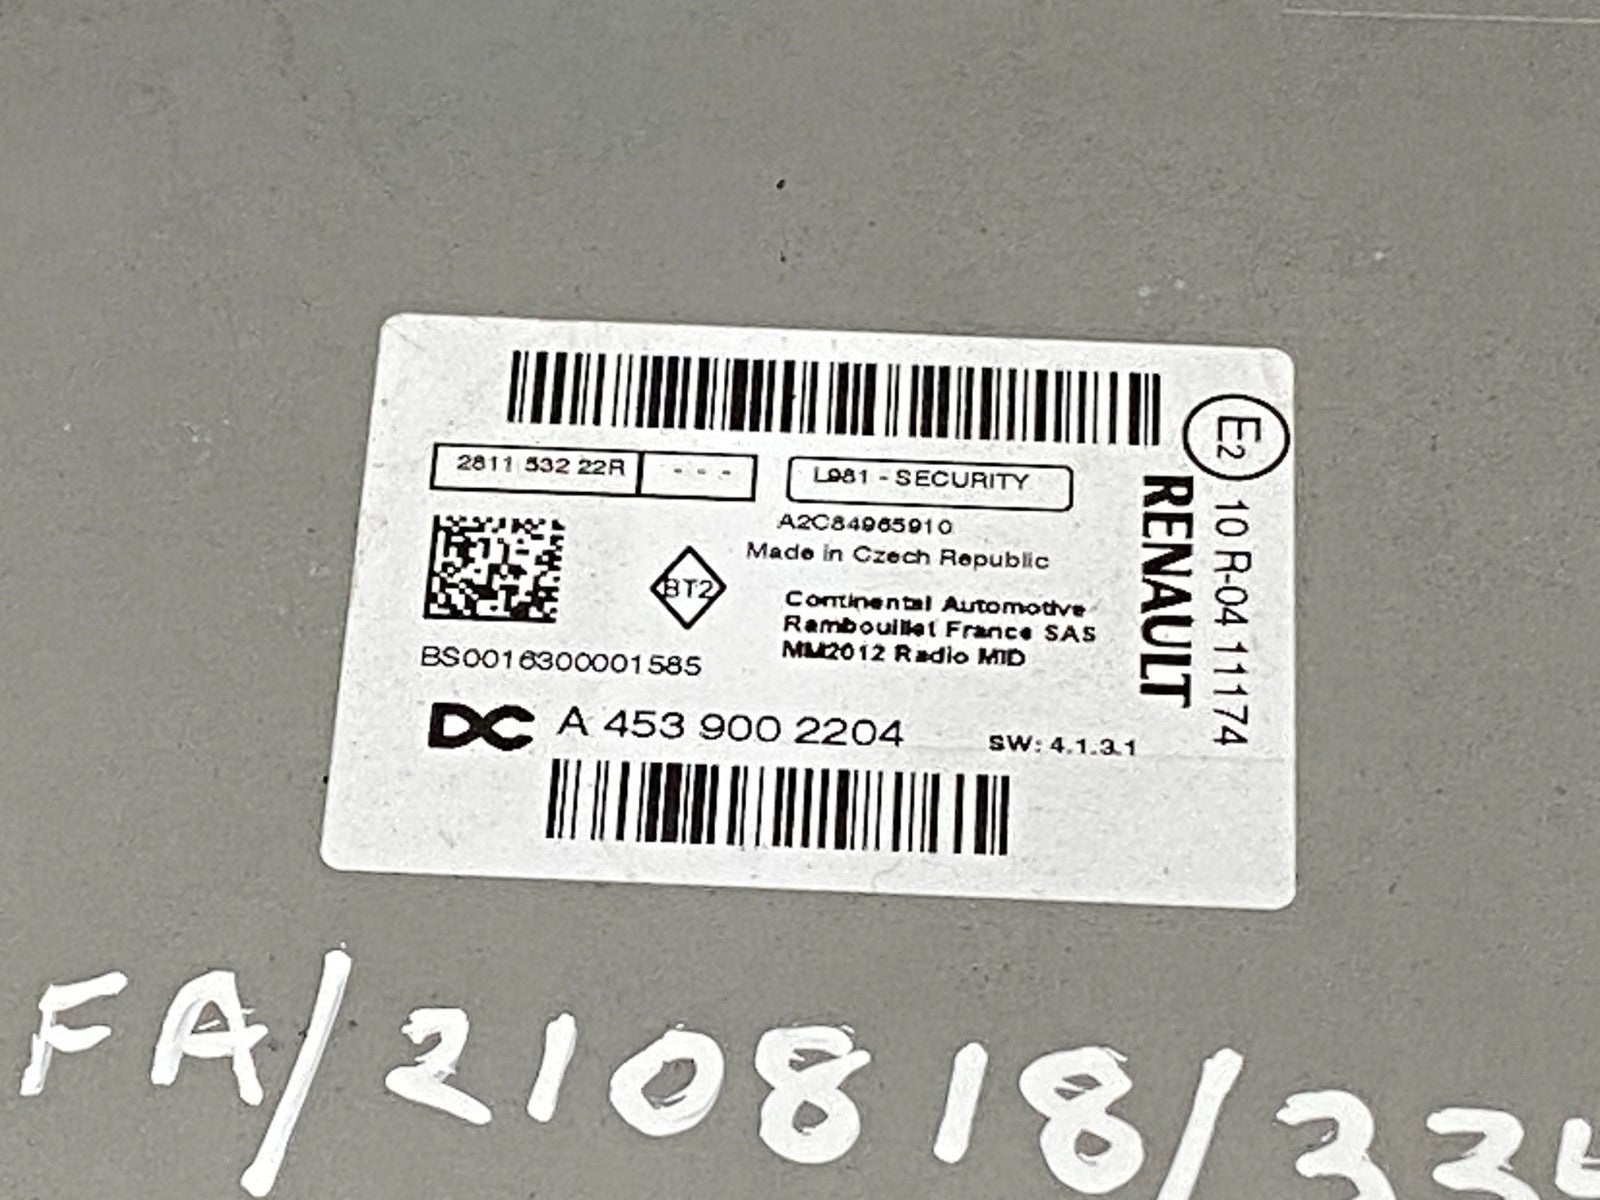 2811 532 22R - - -
L981 - SECURITY
A2C84965910
Made in Czech Republic
BT2
Continental Automotive
Rambouillet France SAS
MM2012 Radio MID
BS0016300001585
DC A 453 900 2204
SW: 4.1.3.1
RENAULT
E2 10 R-04 11174
FA/210818/334